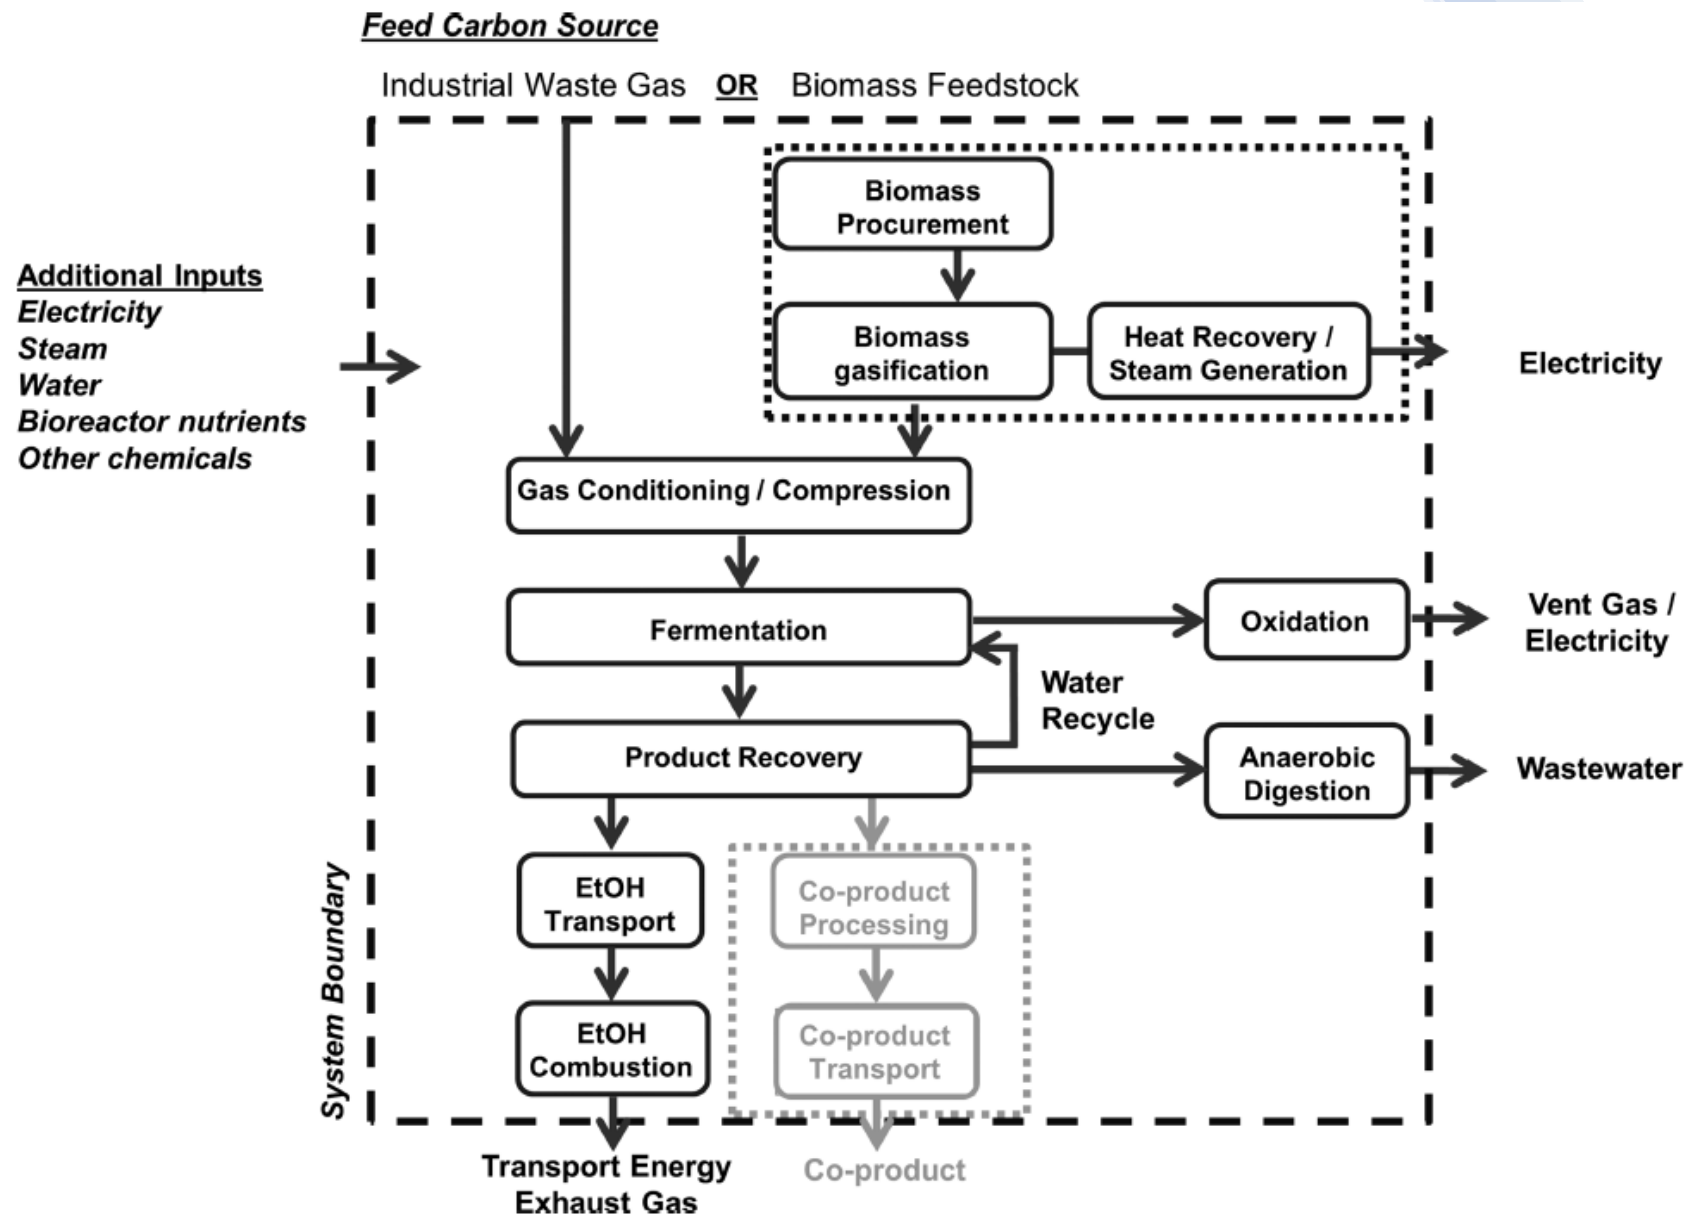 Feed Carbon Source
Industrial Waste Gas OR Biomass Feedstock
Biomass
Procurement
Additional Inputs
Electricity
Steam
Water
Bioreactor nutrients
Other chemicals
Biomass
gasification
Heat Recovery /
Steam Generation
Electricity
Gas Conditioning / Compression
Fermentation
Oxidation
Vent Gas /
Electricity
Water
Recycle
Product Recovery
Anaerobic
Digestion
Wastewater
System Boundary
EtOH
Transport
Co-product
Processing
EtOH
Combustion
Co-product
Transport
Transport Energy
Exhaust Gas
Co-product